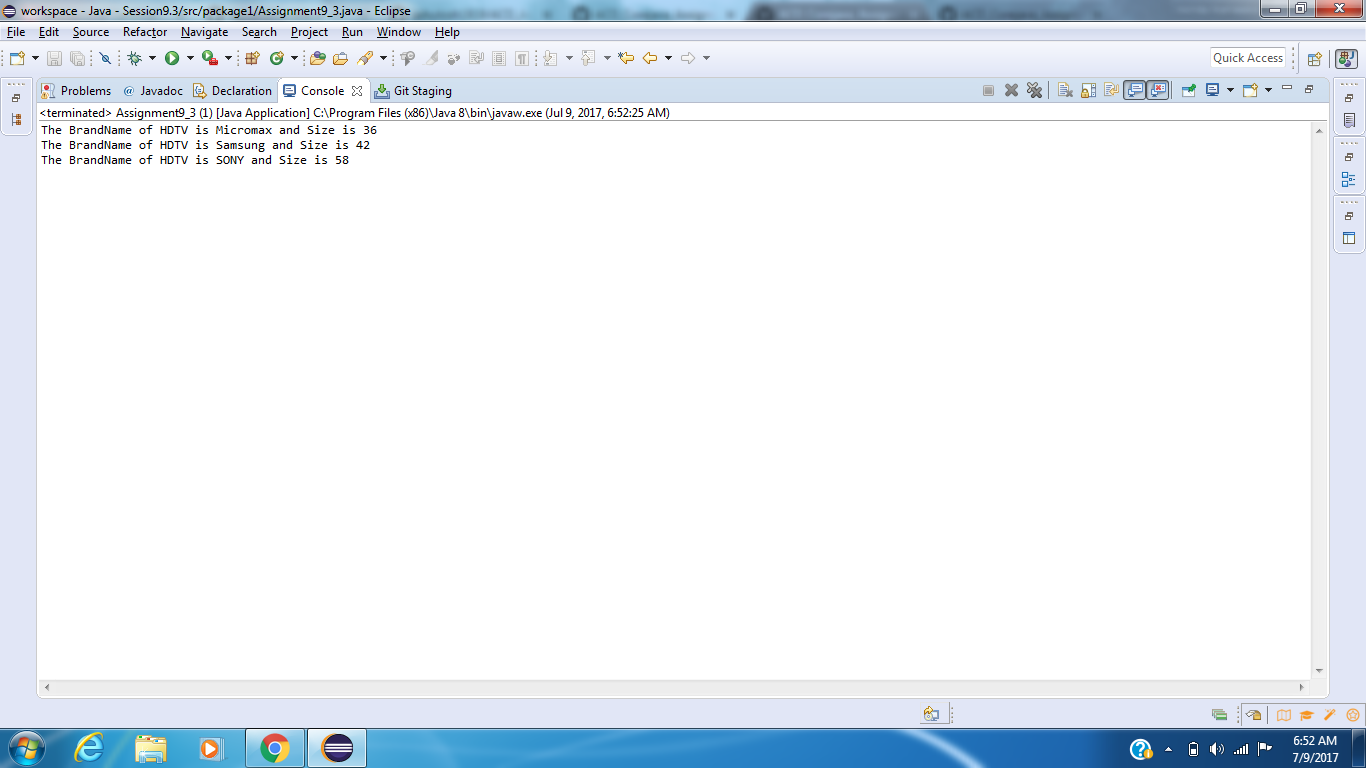 workspace - Java - Session9.3/src/package1/Assignment9_3.java - Eclipse
File Edit Source Refactor Navigate Search Project Run Window Help
Quick Access
Problems @ Javadoc Declaration Console Git Staging
<terminated> Assignment9_3 (1) [Java Application] C:\Program Files (x86)\Java 8\bin\javaw.exe (Jul 9, 2017, 6:52:25 AM)
The BrandName of HDTV is Micromax and Size is 36
The BrandName of HDTV is Samsung and Size is 42
The BrandName of HDTV is SONY and Size is 58
6:52 AM
7/9/2017